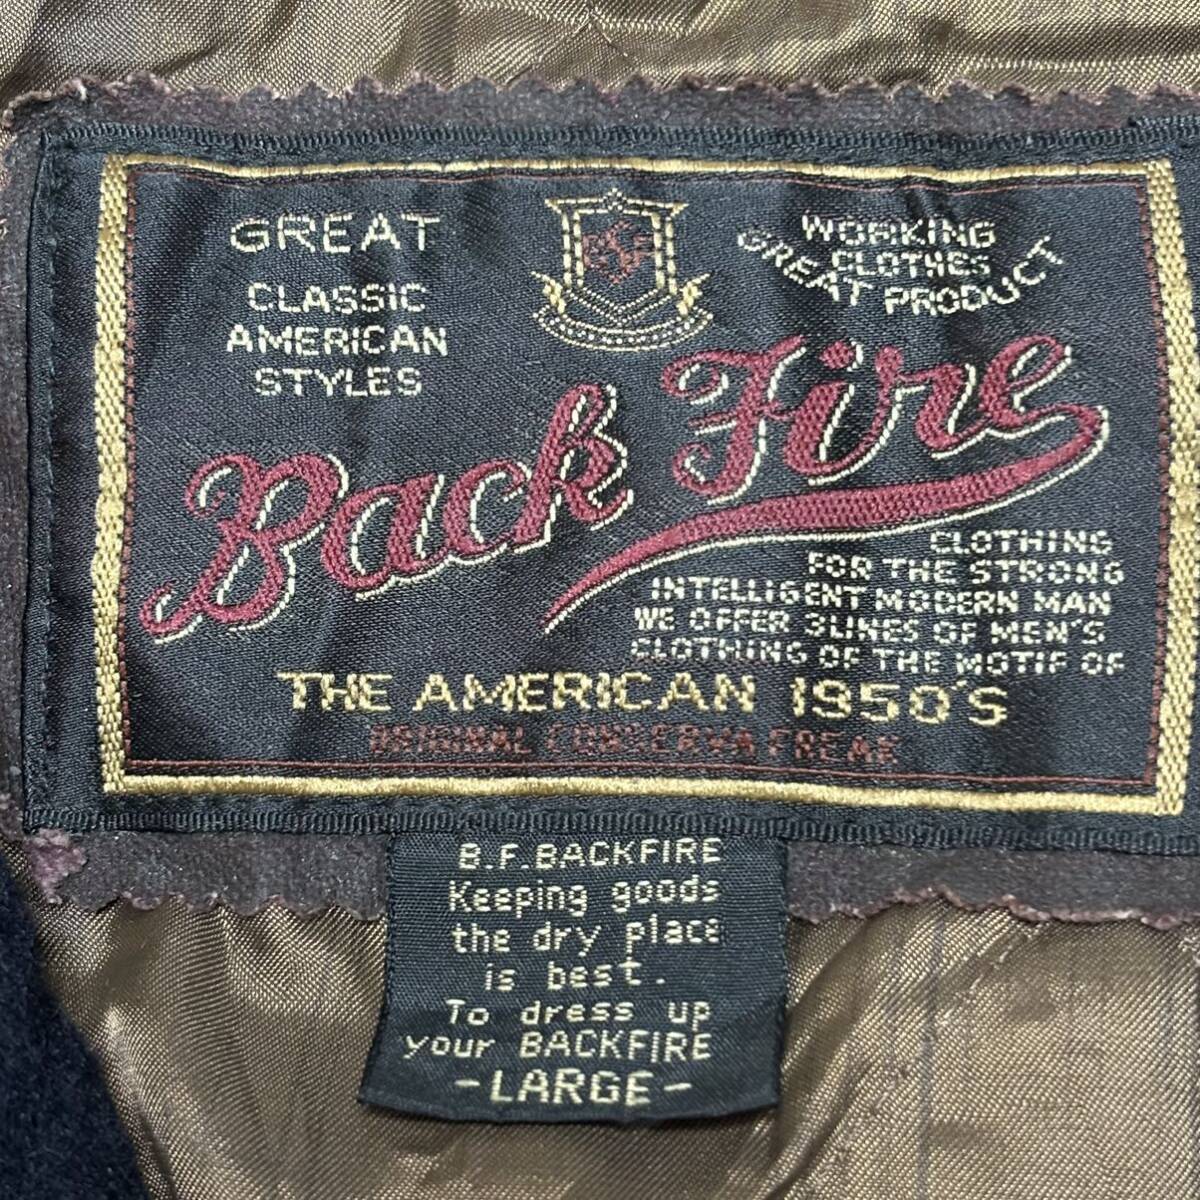 GREAT
CLASSIC
AMERICAN
STYLES
WORKING
CLOTHES
GREAT PRODUCT
Back Fire
CLOTHING
FOR THE STRONG
INTELLIGENT MODERN MAN
WE OFFER 3LINES OF MEN'S
CLOTHING OF THE MOTIF OF
THE AMERICAN 1950'S
ORIGINAL
B.F.BACKFIRE
Keeping goods
the dry place
is best.
To dress up
your BACKFIRE
-LARGE-